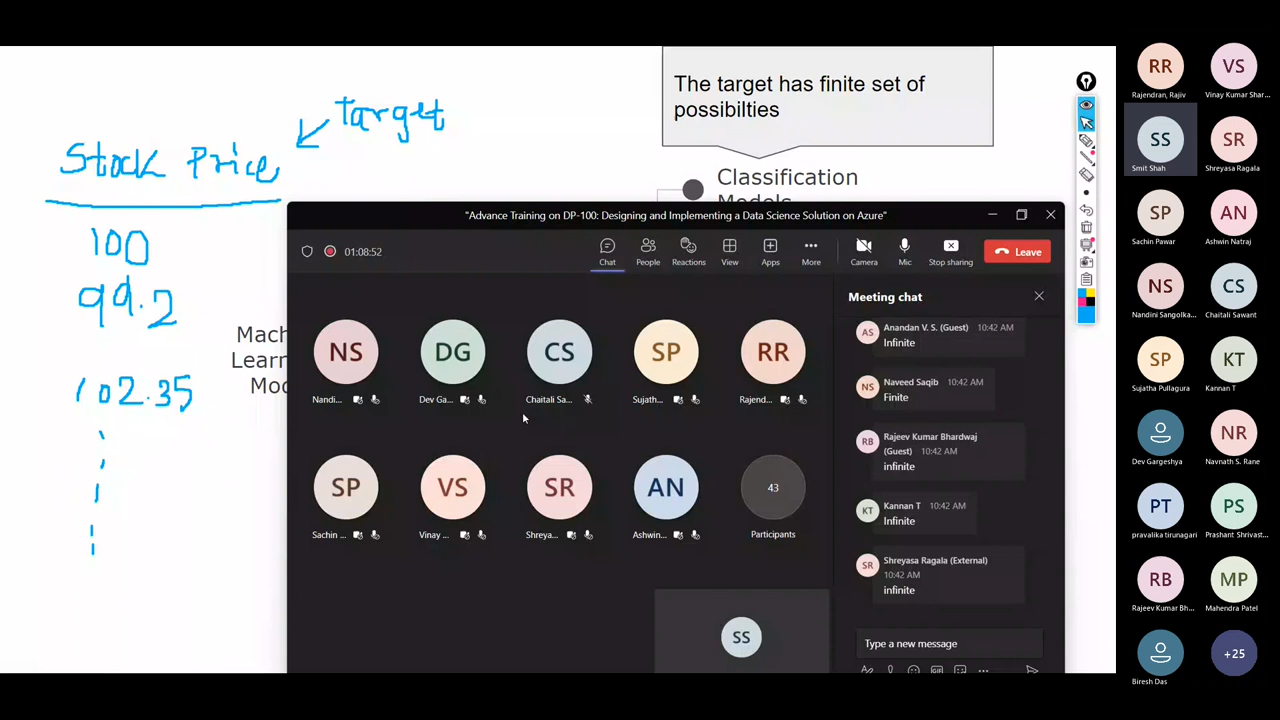 target
Stock Price
100
99.2
102.35
The target has finite set of
possibilties
Classification
Mach
Learn
Mod
"Advance Training on DP-100: Designing and Implementing a Data Science Solution on Azure"
01:08:52
Chat
People
Reactions
View
Apps
More
Camera
Mic
Stop sharing
Leave
NS
Nandi...
DG
Dev Ga...
CS
Chaitali Sa...
SP
Sujath...
RR
Rajend...
SP
Sachin ...
VS
Vinay ...
SR
Shreya...
AN
Ashwin...
43
Participants
SS
Meeting chat
AS
Anandan V. S. (Guest) 10:42 AM
Infinite
NS
Naveed Saqib 10:42 AM
Finite
RB
Rajeev Kumar Bhardwaj
(Guest) 10:42 AM
infinite
KT
Kannan T 10:42 AM
Infinite
SR
Shreyasa Ragala (External)
10:42 AM
infinite
Type a new message
RR
Rajendran, Rajiv
VS
Vinay Kumar Shar...
SS
Smit Shah
SR
Shreyasa Ragala
SP
Sachin Pawar
AN
Ashwin Natraj
NS
Nandini Sangolka...
CS
Chaitali Sawant
SP
Sujatha Pullagura
KT
Kannan T
Dev Gargeshya
NR
Navnath S. Rane
PT
pravalika tirunagari
PS
Prashant Shrivast...
RB
Rajeev Kumar Bh...
MP
Mahendra Patel
Biresh Das
+25